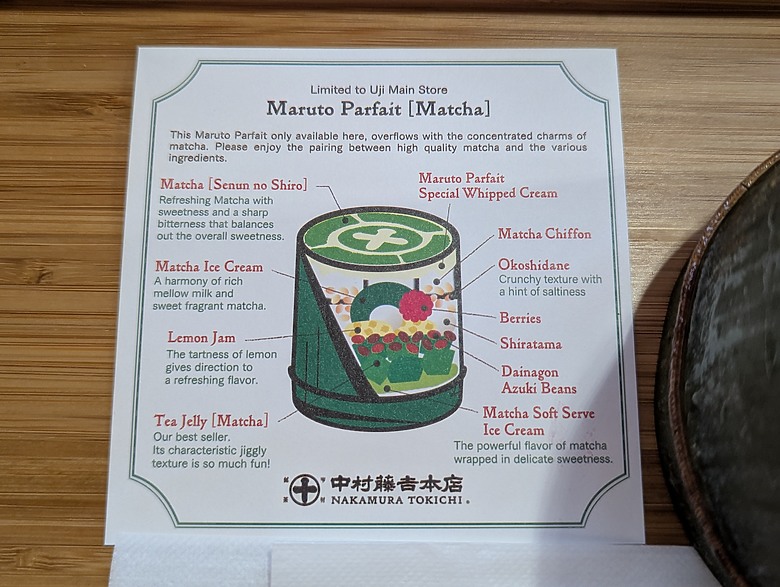 Limited to Uji Main Store
Maruto Parfait [Matcha]
This Maruto Parfait only available here, overflows with the concentrated charms of
matcha. Please enjoy the pairing between high quality matcha and the various
ingredients.
Matcha [Senun no Shiro]
Refreshing Matcha with
sweetness and a sharp
bitterness that balances
out the overall sweetness.
Matcha Ice Cream
A harmony of rich
mellow milk and
sweet fragrant matcha.
Lemon Jam
The tartness of lemon
gives direction to
a refreshing flavor.
Tea Jelly [Matcha]
Our best seller.
Its characteristic jiggly
texture is so much fun!
Maruto Parfait
Special Whipped Cream
Matcha Chiffon
Okoshidane
Crunchy texture with
a hint of saltiness
Berries
Shiratama
Dainagon
Azuki Beans
Matcha Soft Serve
Ice Cream
The powerful flavor of matcha
wrapped in delicate sweetness.
中村藤吉本店
NAKAMURA TOKICHI